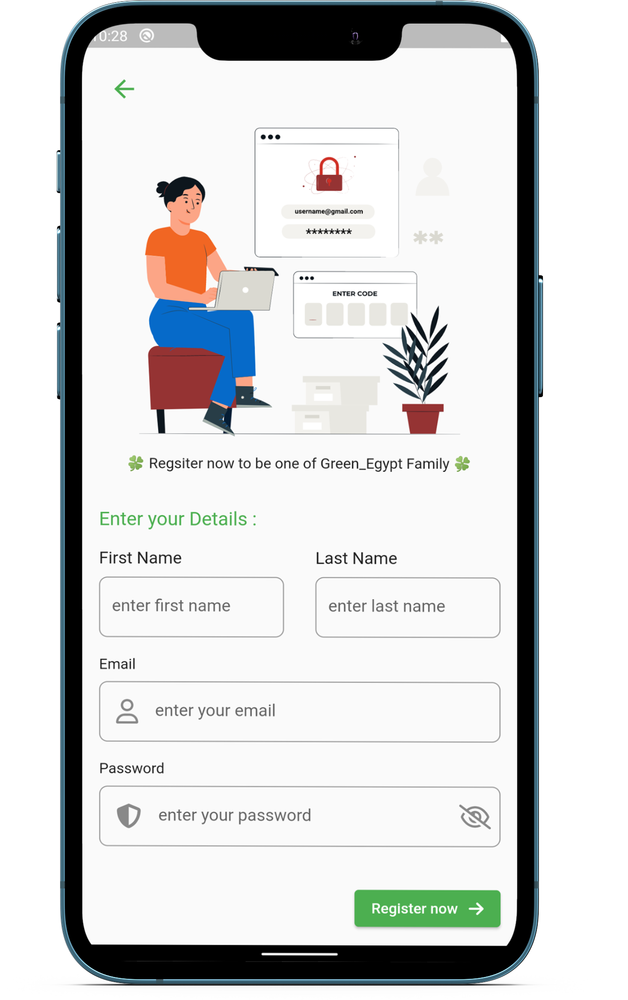 10:28
username@gmail.com
********
**
ENTER CODE
🍀 Regsiter now to be one of Green_Egypt Family 🍀
Enter your Details :
First Name
Last Name
enter first name
enter last name
Email
enter your email
Password
enter your password
Register now →